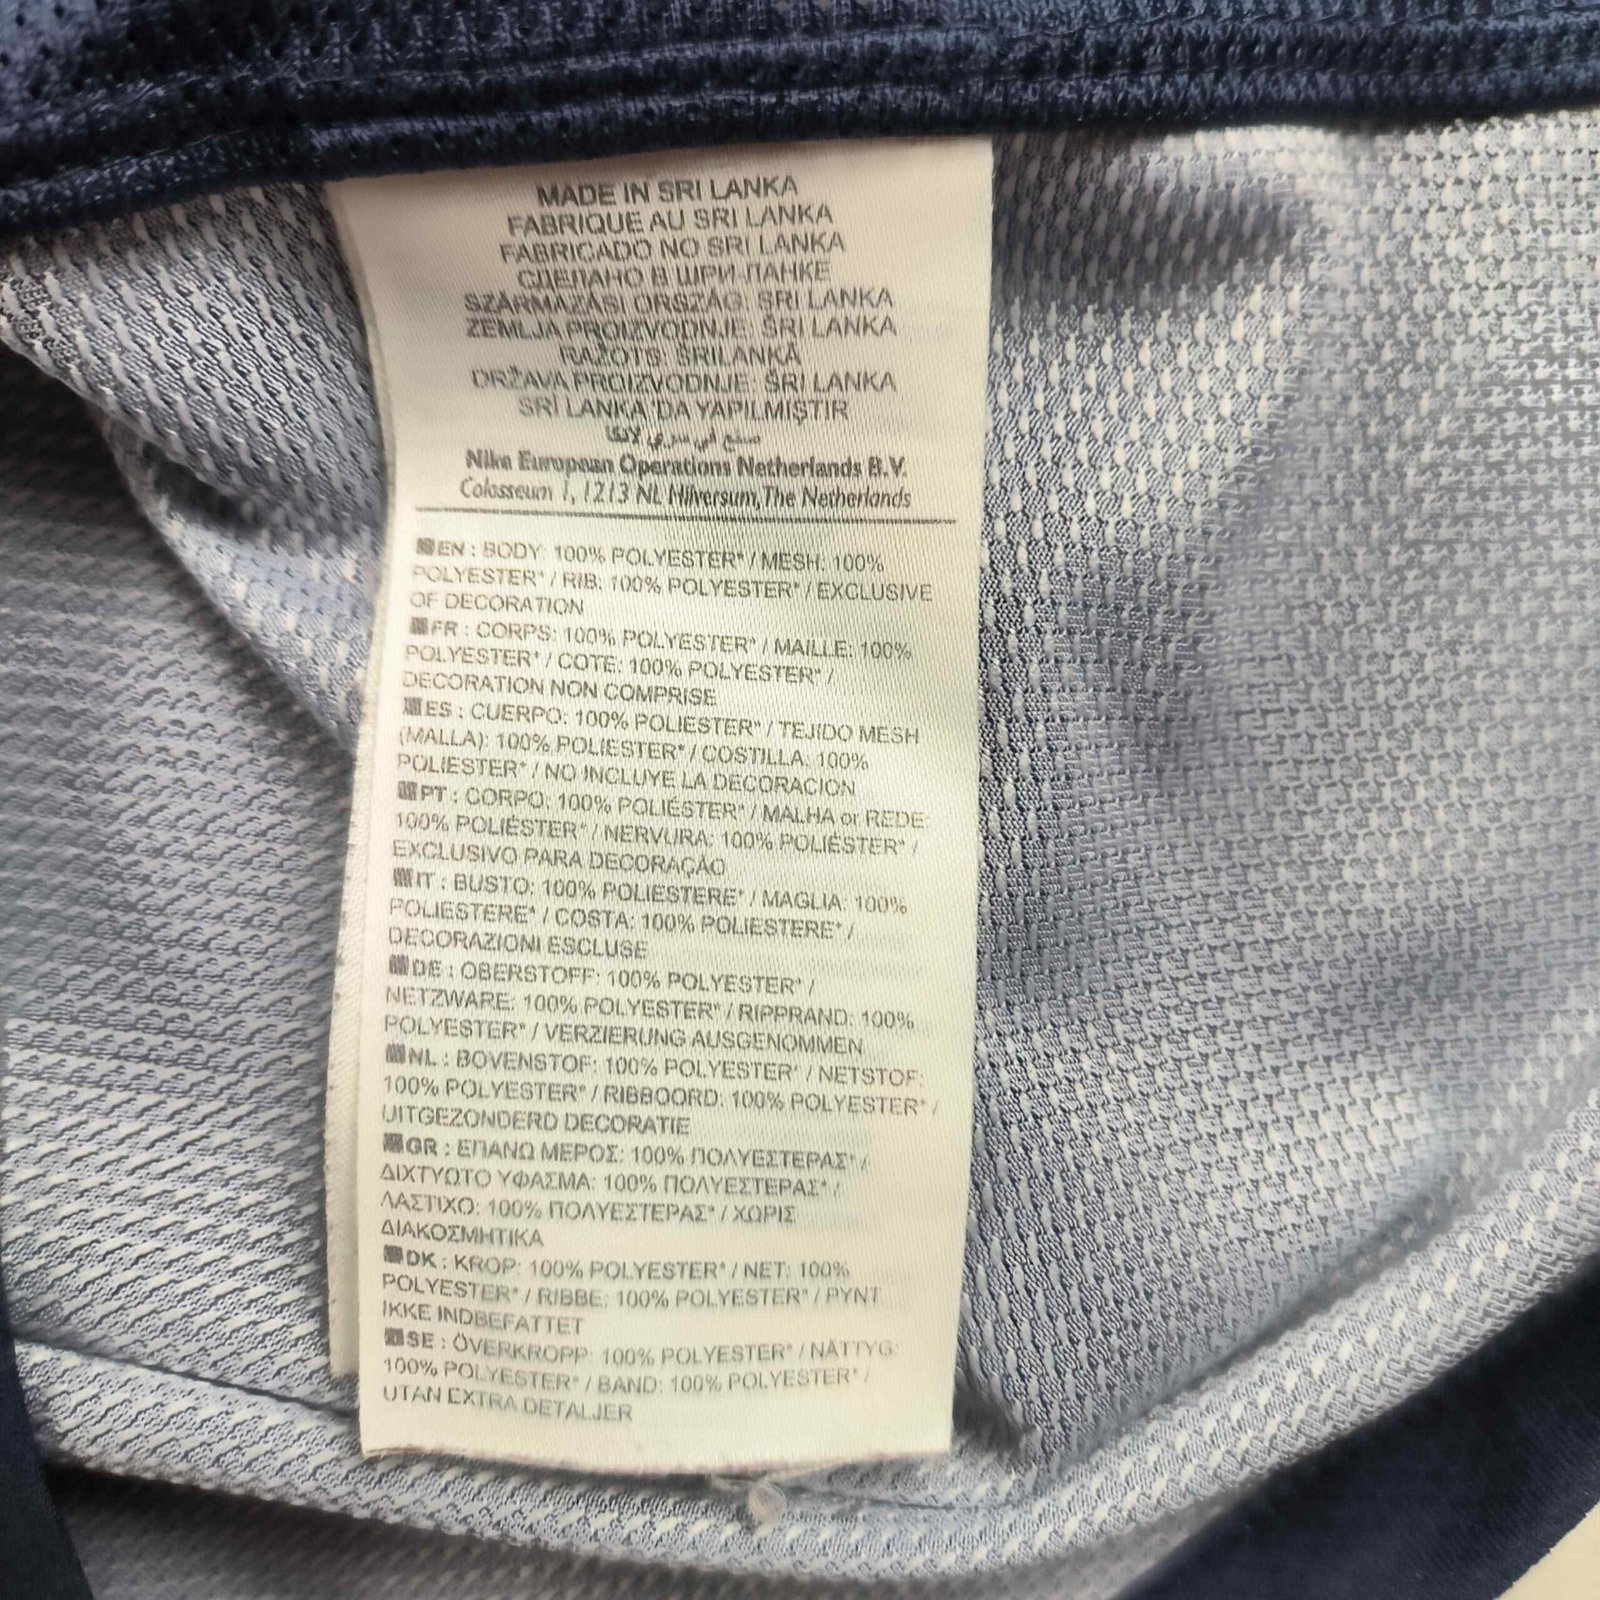 MADE IN SRI LANKA
FABRIQUE AU SRI LANKA
FABRICADO NO SRI LANKA
СДЕЛАНО В ШРИ-ЛАНКЕ
SZÁRMAZÁSI ORSZÁG: SRI LANKA
ZEMLJA PROIZVODNJE: ŠRI LANKA
RAŽOTS: ŠRILANKĀ
DRŽAVA PROIZVODNJE: ŠRI LANKA
SRİ LANKA'DA YAPILMIŞTIR
صنع في سري لانكا
Nike European Operations Netherlands B.V.
Colosseum 1, 1213 NL Hilversum, The Netherlands
EN : BODY: 100% POLYESTER* / MESH: 100%
POLYESTER* / RIB: 100% POLYESTER* / EXCLUSIVE
OF DECORATION
FR : CORPS: 100% POLYESTER* / MAILLE: 100%
POLYESTER* / COTE: 100% POLYESTER* /
DECORATION NON COMPRISE
ES : CUERPO: 100% POLIESTER* / TEJIDO MESH
(MALLA): 100% POLIESTER* / COSTILLA: 100%
POLIESTER* / NO INCLUYE LA DECORACION
PT : CORPO: 100% POLIÉSTER* / MALHA or REDE:
100% POLIÉSTER* / NERVURA: 100% POLIÉSTER* /
EXCLUSIVO PARA DECORAÇÃO
IT : BUSTO: 100% POLIESTERE* / MAGLIA: 100%
POLIESTERE* / COSTA: 100% POLIESTERE* /
DECORAZIONI ESCLUSE
DE : OBERSTOFF: 100% POLYESTER* /
NETZWARE: 100% POLYESTER* / RIPPRAND: 100%
POLYESTER* / VERZIERUNG AUSGENOMMEN
NL : BOVENSTOF: 100% POLYESTER* / NETSTOF:
100% POLYESTER* / RIBBOORD: 100% POLYESTER* /
UITGEZONDERD DECORATIE
GR : ΕΠΑΝΩ ΜΕΡΟΣ: 100% ΠΟΛΥΕΣΤΕΡΑΣ* /
ΔΙΧΤΥΩΤΟ ΥΦΑΣΜΑ: 100% ΠΟΛΥΕΣΤΕΡΑΣ* /
ΛΑΣΤΙΧΟ: 100% ΠΟΛΥΕΣΤΕΡΑΣ* / ΧΩΡΙΣ
ΔΙΑΚΟΣΜΗΤΙΚΑ
DK : KROP: 100% POLYESTER* / NET: 100%
POLYESTER* / RIBBE: 100% POLYESTER* / PYNT
IKKE INDBEFATTET
SE : ÖVERKROPP: 100% POLYESTER* / NÄTTYG:
100% POLYESTER* / BAND: 100% POLYESTER* /
UTAN EXTRA DETALJER